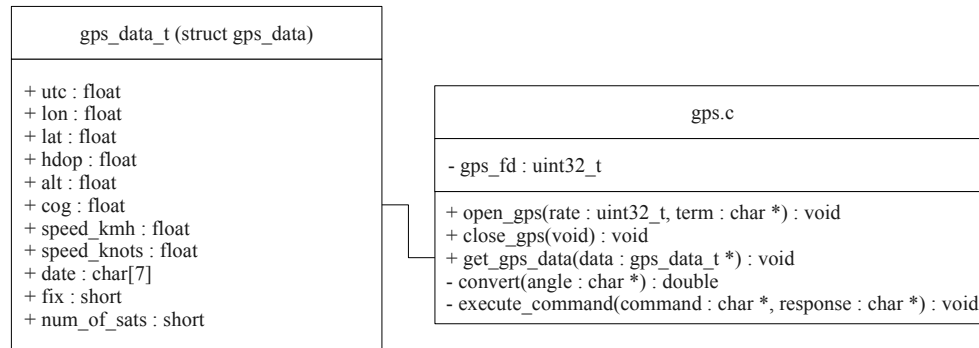 gps_data_t (struct gps_data)
+ utc : float
+ lon : float
+ lat : float
+ hdop : float
+ alt : float
+ cog : float
+ speed_kmh : float
+ speed_knots : float
+ date : char[7]
+ fix : short
+ num_of_sats : short
gps.c
- gps_fd : uint32_t
+ open_gps(rate : uint32_t, term : char *) : void
+ close_gps(void) : void
+ get_gps_data(data : gps_data_t *) : void
- convert(angle : char *) : double
- execute_command(command : char *, response : char *) : void